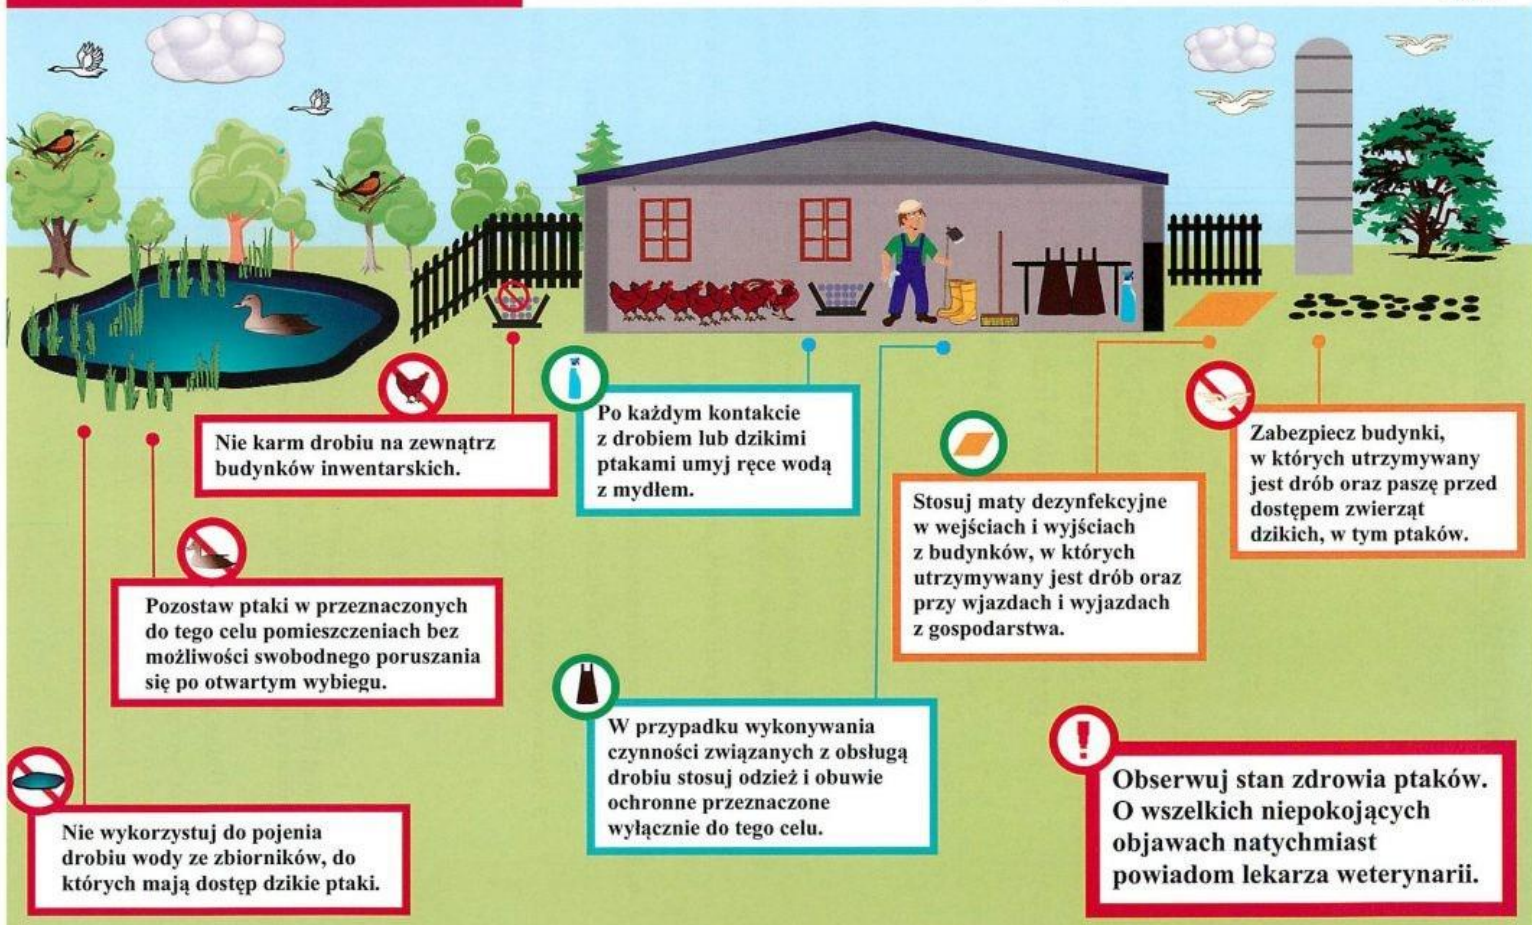 Nie karm drobiu na zewnątrz
budynków inwentarskich.
Po każdym kontakcie
z drobiem lub dzikimi
ptakami umyj ręce wodą
z mydłem.
Stosuj maty dezynfekcyjne
w wejściach i wyjściach
z budynków, w których
utrzymywany jest drób oraz
przy wjazdach i wyjazdach
z gospodarstwa.
Zabezpiecz budynki,
w których utrzymywany
jest drób oraz paszę przed
dostępem zwierząt
dzikich, w tym ptaków.
Pozostaw ptaki w przeznaczonych
do tego celu pomieszczeniach bez
możliwości swobodnego poruszania
się po otwartym wybiegu.
W przypadku wykonywania
czynności związanych z obsługą
drobiu stosuj odzież i obuwie
ochronne przeznaczone
wyłącznie do tego celu.
Nie wykorzystuj do pojenia
drobiu wody ze zbiorników, do
których mają dostęp dzikie ptaki.
!
Obserwuj stan zdrowia ptaków.
O wszelkich niepokojących
objawach natychmiast
powiadom lekarza weterynarii.